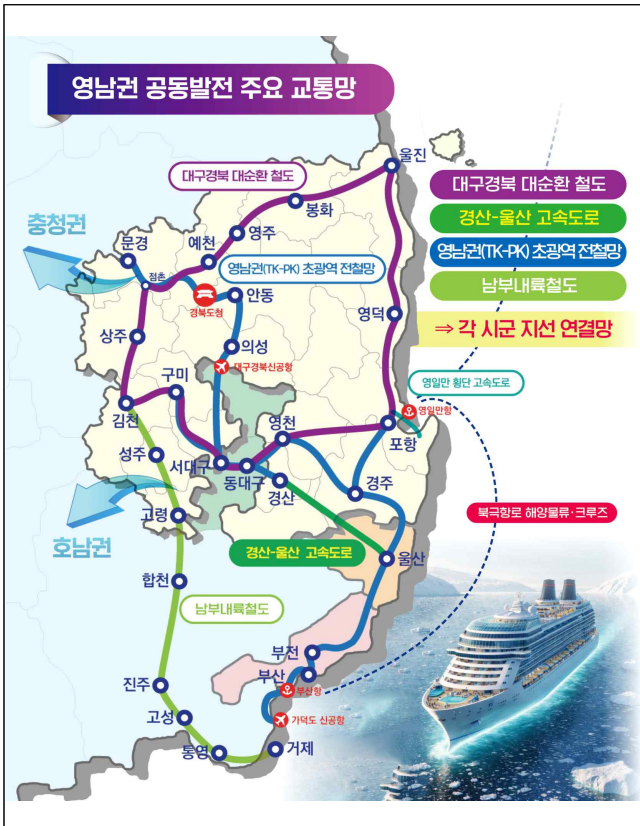 영남권 공동발전 주요 교통망
울진
대구경북 대순환 철도
봉화
대구경북 대순환 철도
경산-울산 고속도로
영남권(TK-PK) 초광역 전철망
남부내륙철도
⇒ 각 시군 지선 연결망
충청권
문경
예천
영주
영남권(TK-PK) 초광역 전철망
점촌
경북도청
안동
영덕
상주
의성
대구경북신공항
구미
영일만 횡단 고속도로
영일만항
김천
영천
포항
성주
서대구
동대구
경산
경주
고령
북극항로 해양물류·크루즈
호남권
경산-울산 고속도로
울산
합천
남부내륙철도
부전
부산
부산항
진주
고성
가덕도 신공항
통영
거제